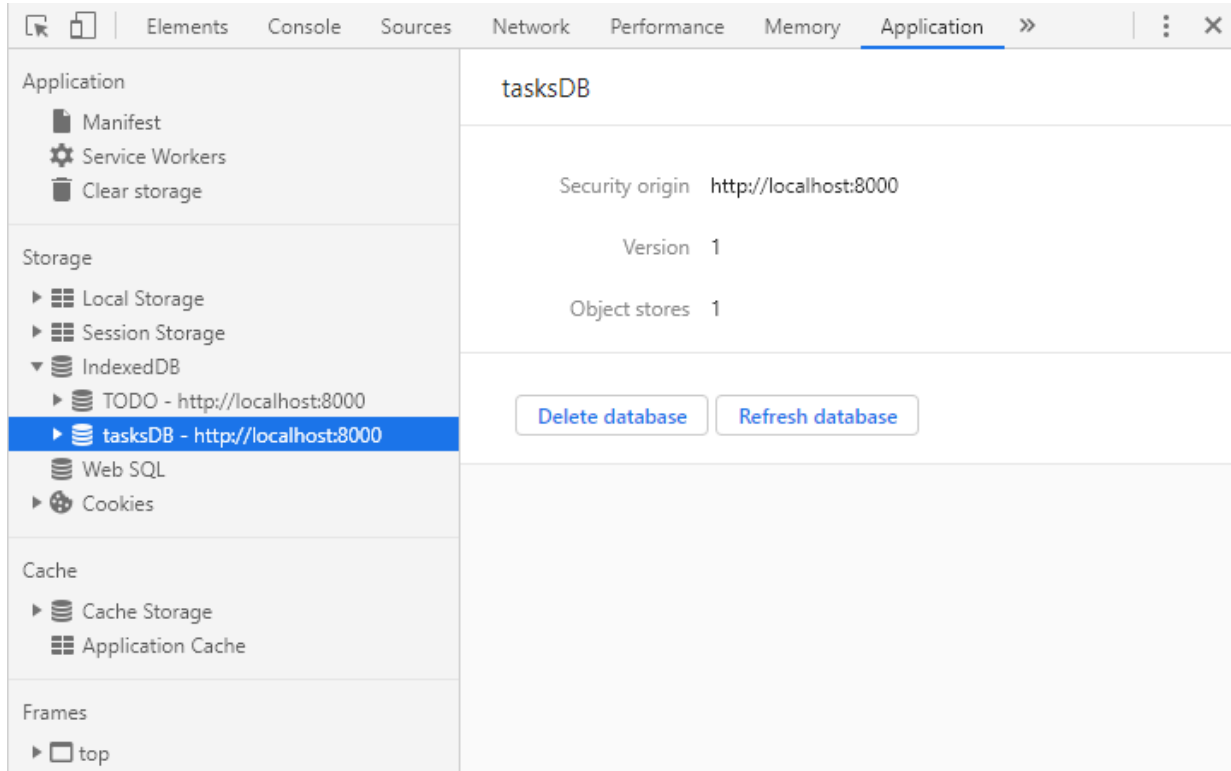 Elements Console Sources Network Performance Memory Application »
Application
Manifest
Service Workers
Clear storage
Storage
Local Storage
Session Storage
IndexedDB
TODO - http://localhost:8000
tasksDB - http://localhost:8000
Web SQL
Cookies
Cache
Cache Storage
Application Cache
Frames
top
tasksDB
Security origin http://localhost:8000
Version 1
Object stores 1
Delete database Refresh database